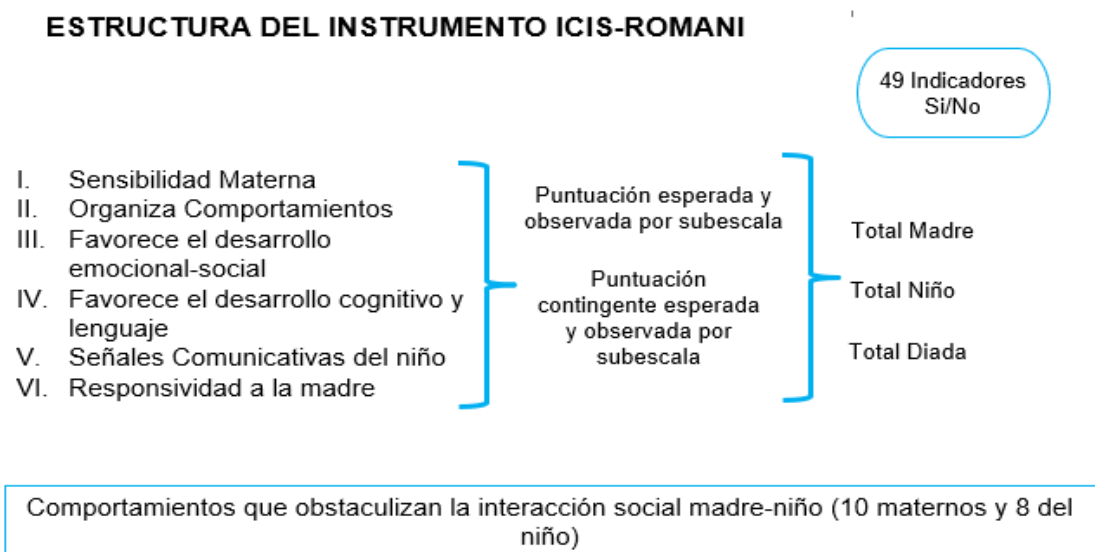 ESTRUCTURA DEL INSTRUMENTO ICIS-ROMANI
49 Indicadores
Si/No
I. Sensibilidad Materna
II. Organiza Comportamientos
III. Favorece el desarrollo
emocional-social
IV. Favorece el desarrollo cognitivo y
lenguaje
V. Señales Comunicativas del niño
VI. Responsividad a la madre
Puntuación esperada y
observada por subescala
Puntuación
contingente esperada
y observada por
subescala
Total Madre
Total Niño
Total Diada
Comportamientos que obstaculizan la interacción social madre-niño (10 maternos y 8 del
niño)